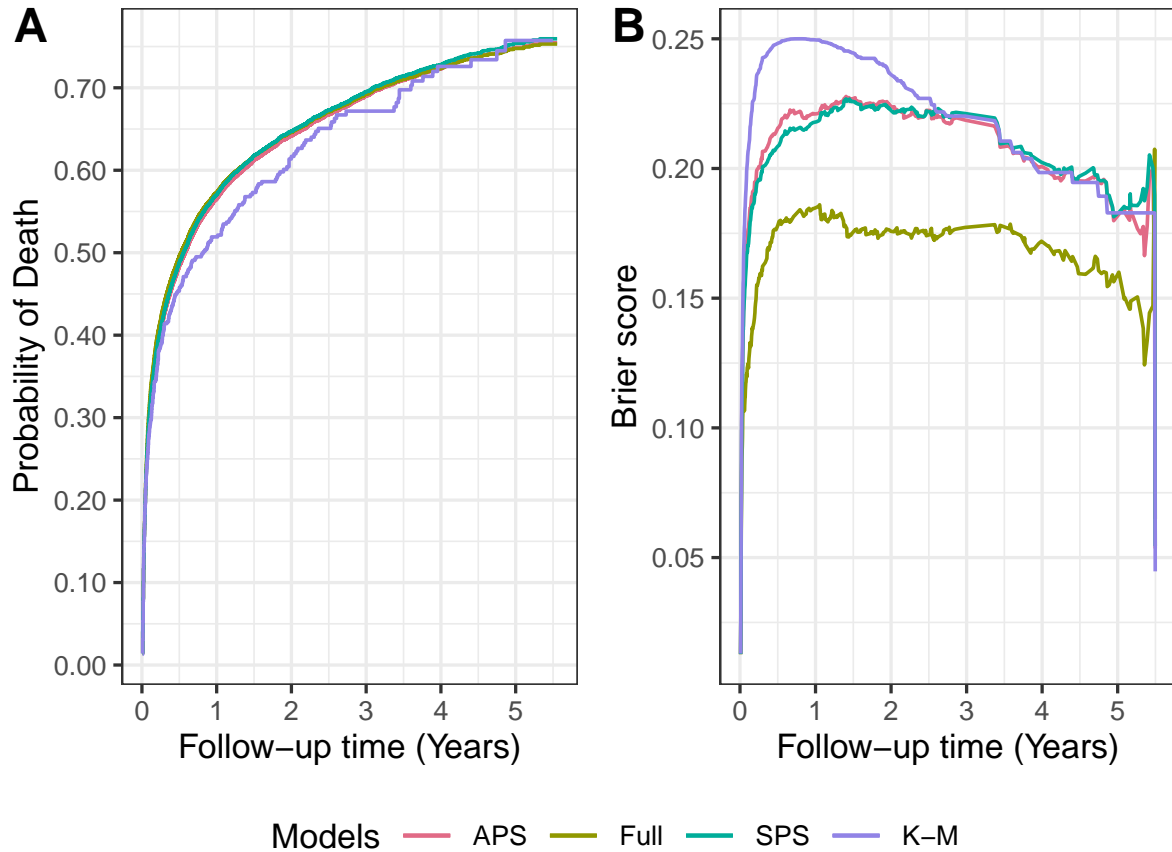 A
Probability of Death
0.70
0.60
0.50
0.40
0.30
0.20
0.10
0.00
0 1 2 3 4 5
Follow−up time (Years)
B
Brier score
0.25
0.20
0.15
0.10
0.05
0 1 2 3 4 5
Follow−up time (Years)
Models APS Full SPS K−M